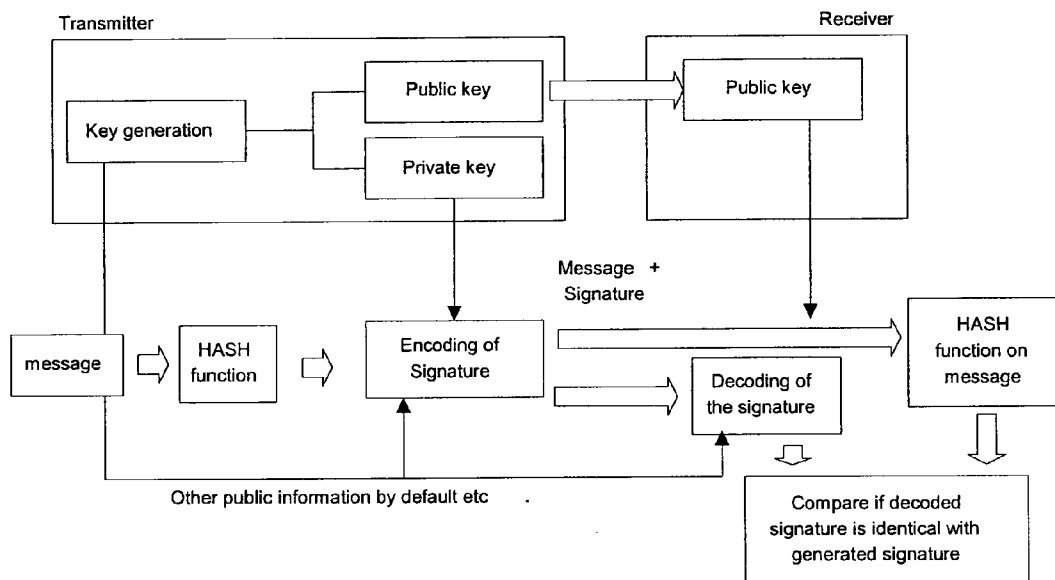 Transmitter
Receiver
Public key
Public key
Key generation
Private key
Message +
Signature
message
HASH
function
Encoding of
Signature
HASH
function on
message
Decoding of
the signature
Other public information by default etc .
Compare if decoded
signature is identical with
generated signature